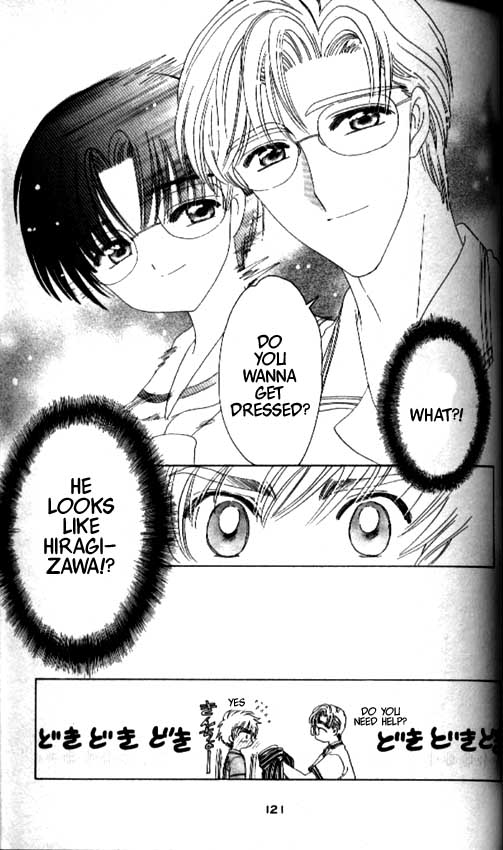 DO
YOU
WANNA
GET
DRESSED?
WHAT?!
HE
LOOKS
LIKE
HIRAGI-
ZAWA!?
YES
DO YOU
NEED HELP?
どきどき どき
どきどきど
121